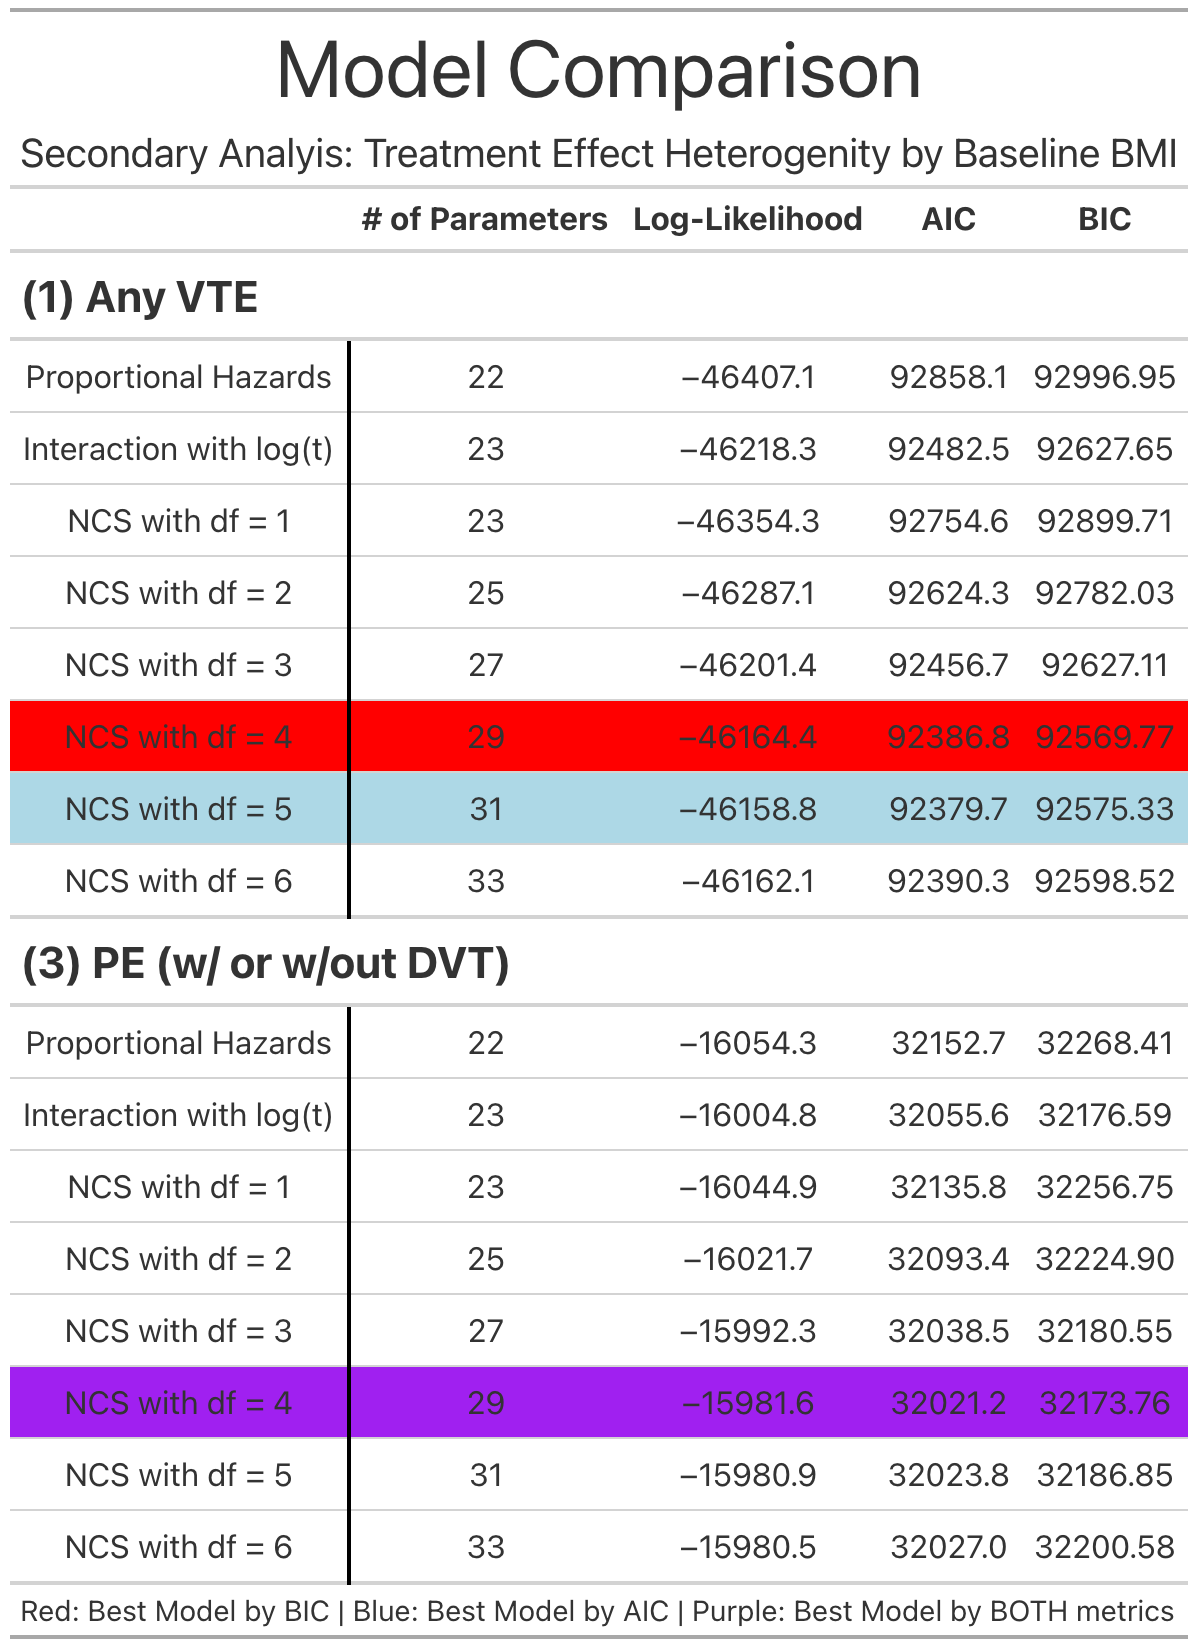 Model Comparison
Secondary Analyis: Treatment Effect Heterogenity by Baseline BMI
# of Parameters Log-Likelihood AIC BIC
(1) Any VTE
Proportional Hazards 22 −46407.1 92858.1 92996.95
Interaction with log(t) 23 −46218.3 92482.5 92627.65
NCS with df = 1 23 −46354.3 92754.6 92899.71
NCS with df = 2 25 −46287.1 92624.3 92782.03
NCS with df = 3 27 −46201.4 92456.7 92627.11
NCS with df = 4 29 −46164.4 92386.8 92569.77
NCS with df = 5 31 −46158.8 92379.7 92575.33
NCS with df = 6 33 −46162.1 92390.3 92598.52
(3) PE (w/ or w/out DVT)
Proportional Hazards 22 −16054.3 32152.7 32268.41
Interaction with log(t) 23 −16004.8 32055.6 32176.59
NCS with df = 1 23 −16044.9 32135.8 32256.75
NCS with df = 2 25 −16021.7 32093.4 32224.90
NCS with df = 3 27 −15992.3 32038.5 32180.55
NCS with df = 4 29 −15981.6 32021.2 32173.76
NCS with df = 5 31 −15980.9 32023.8 32186.85
NCS with df = 6 33 −15980.5 32027.0 32200.58
Red: Best Model by BIC | Blue: Best Model by AIC | Purple: Best Model by BOTH metrics